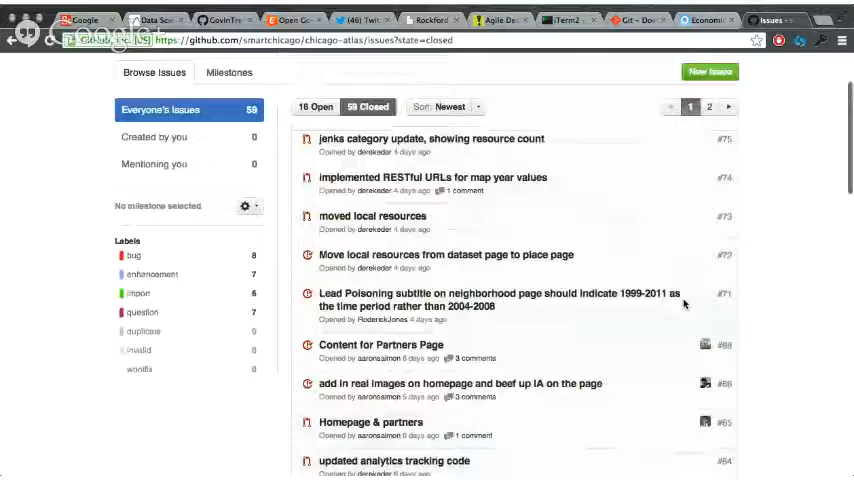 Google
Data Scie
GovInTre
Open Go
(46) Twit
Rockford
Agile De
iTerm2
Git – Dow
Economic
Issues ·
Google+
GitHub, Inc. [US] https://github.com/smartchicago/chicago-atlas/issues?state=closed
Browse Issues Milestones New Issue
Everyone's Issues 59
Created by you 0
Mentioning you 0
No milestone selected
Labels
bug 8
enhancement 7
import 6
question 7
duplicate 0
invalid 0
wontfix 0
16 Open 59 Closed Sort: Newest 1 2
jenks category update, showing resource count #75
Opened by derekeder 4 days ago
implemented RESTful URLs for map year values #74
Opened by derekeder 4 days ago 1 comment
moved local resources #73
Opened by derekeder 4 days ago
Move local resources from dataset page to place page #72
Opened by derekeder 4 days ago
Lead Poisoning subtitle on neighborhood page should indicate 1999-2011 as #71
the time period rather than 2004-2008
Opened by RoderickJones 4 days ago
Content for Partners Page #68
Opened by aaronsalmon 6 days ago 3 comments
add in real images on homepage and beef up IA on the page #66
Opened by aaronsalmon 5 days ago 3 comments
Homepage & partners #65
Opened by aaronsalmon 6 days ago 1 comment
updated analytics tracking code #64
Opened by derekeder 6 days ago